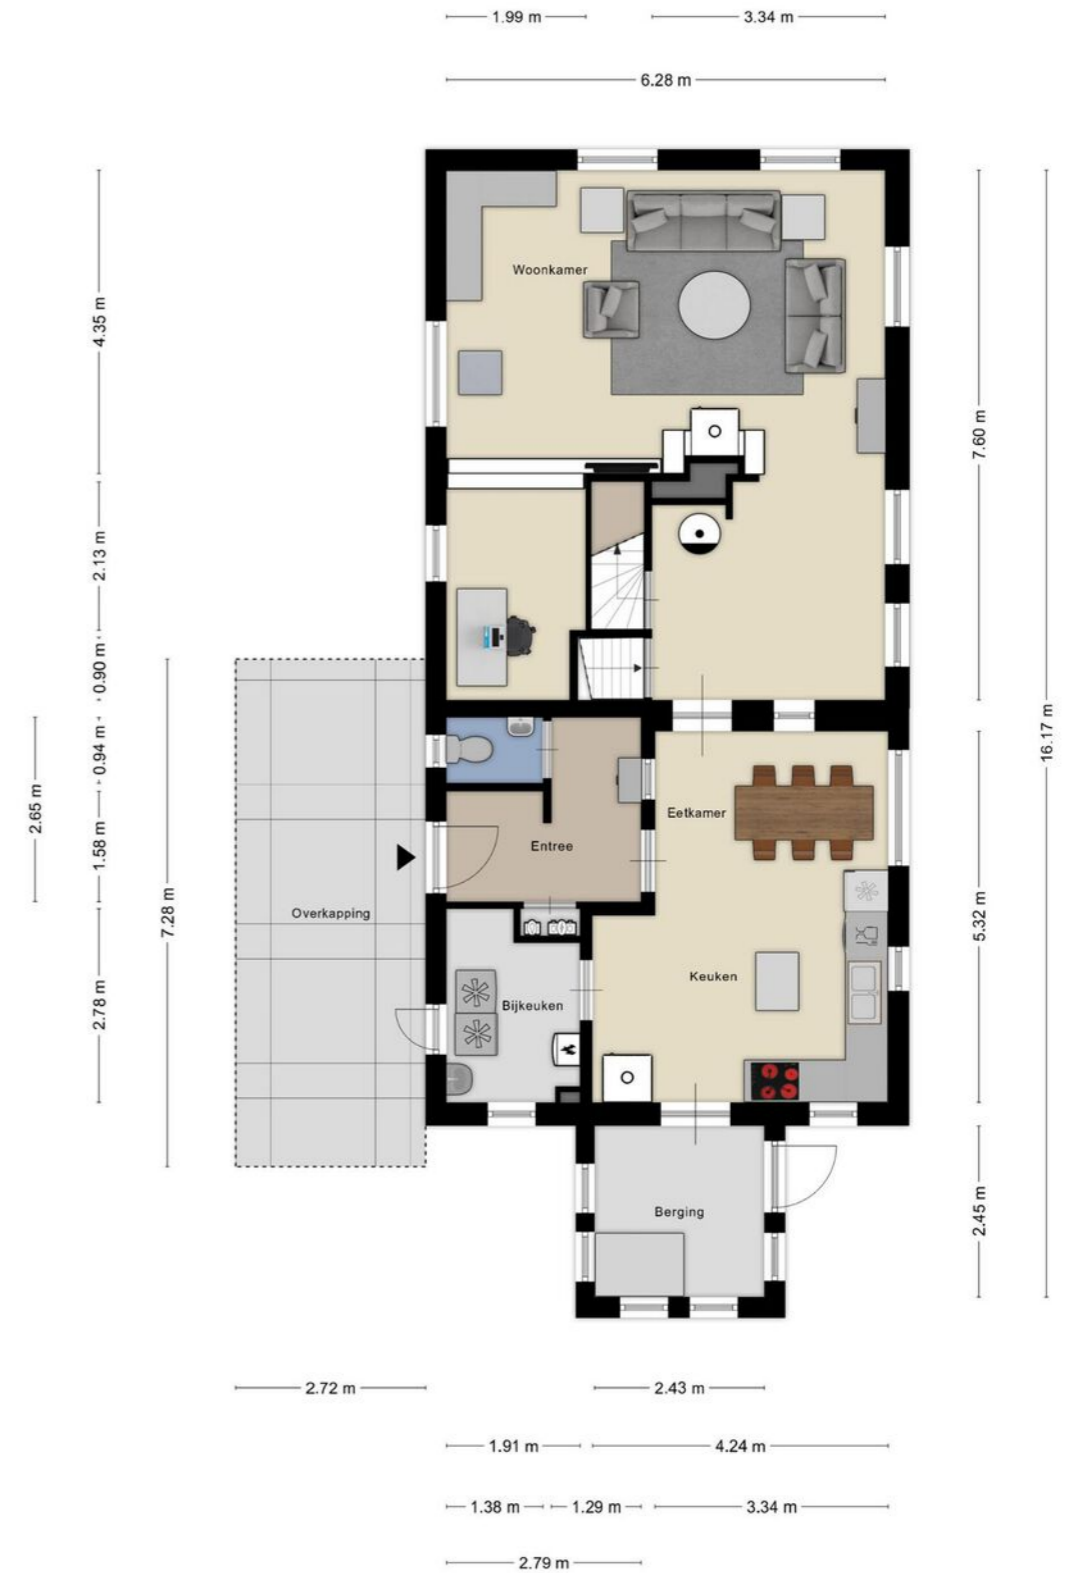 1.99 m
3.34 m
6.28 m
Woonkamer
4.35 m
7.60 m
2.13 m
0.90 m
0.94 m
16.17 m
2.65 m
Eetkamer
1.58 m
Entree
Overkapping
7.28 m
5.32 m
Keuken
2.78 m
Bijkeuken
Berging
2.45 m
2.72 m
2.43 m
1.91 m
4.24 m
1.38 m
1.29 m
3.34 m
2.79 m